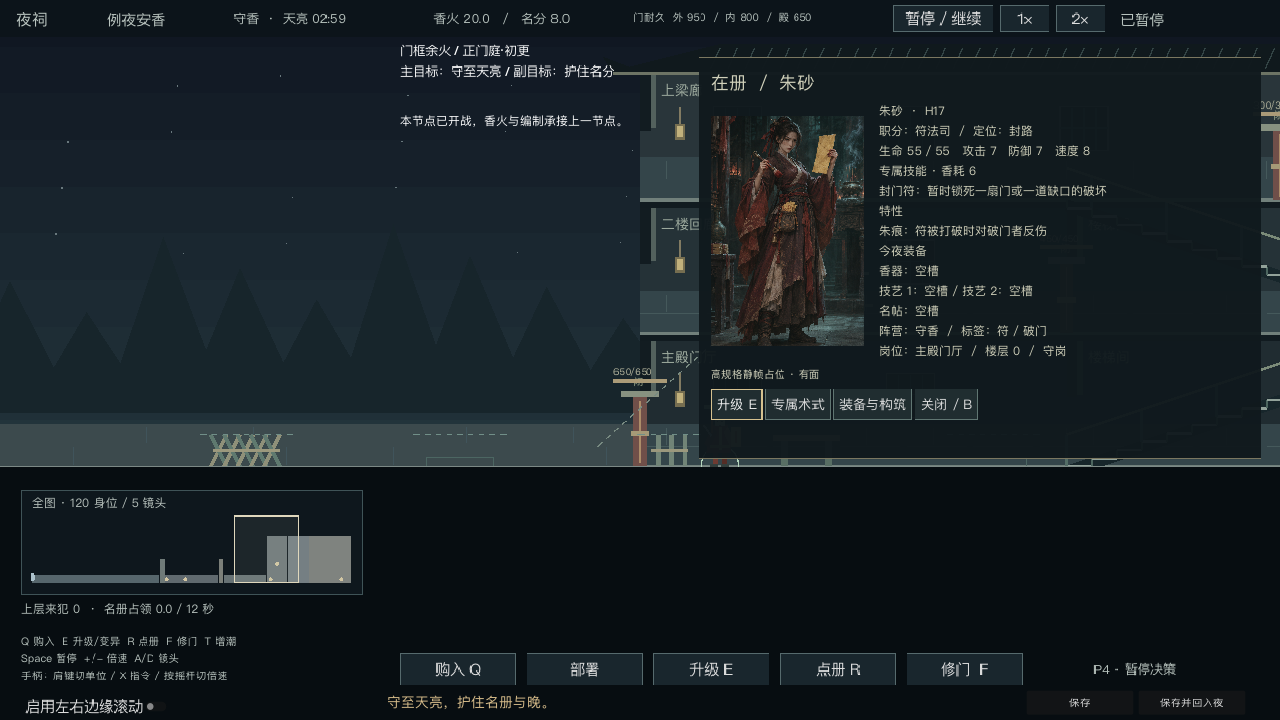 夜祠
例夜安香
守香 · 天亮 02:59
香火 20.0 / 名分 8.0
门耐久 外 950 / 内 800 / 殿 650
暂停 / 继续
1x
2x
已暂停
门框余火 / 正门庭·初更
主目标：守至天亮 / 副目标：护住名分
本节点已开战，香火与编制承接上一节点。
上梁廊
二楼回
主殿门
650/650
闭
在册 / 朱砂
朱砂 · H17
职分：符法司 / 定位：封路
生命 55 / 55 攻击 7 防御 7 速度 8
专属技能 · 香耗 6
封门符：暂时锁死一扇门或一道缺口的破坏
特性
朱痕：符被打破时对破门者反伤
今夜装备
香器：空槽
技艺 1：空槽 / 技艺 2：空槽
名帖：空槽
阵营：守香 / 标签：符 / 破门
岗位：主殿门厅 / 楼层 0 / 守岗
高规格静帧占位 · 有面
升级 E
专属术式
装备与构筑
关闭 / B
全图 · 120 身位 / 5 镜头
上层来犯 0 · 名册占领 0.0 / 12 秒
Q 购入 E 升级/变异 R 点册 F 修门 T 增潮
Space 暂停 +/- 倍速 A/D 镜头
手柄：肩键切单位 / X 指令 / 按摇杆切倍速
启用左右边缘滚动
购入 Q
部署
升级 E
点册 R
修门 F
P4 - 暂停决策
守至天亮，护住名册与晚。
保存
保存并回入夜